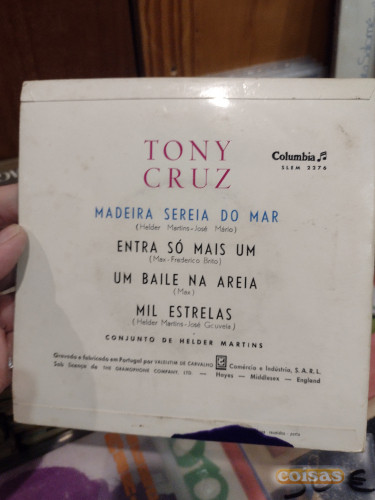 TONY
CRUZ
Columbia
SLEM 2276
MADEIRA SEREIA DO MAR
(Helder Martins-José Mário)
ENTRA SÓ MAIS UM
(Max-Frederico Brito)
UM BAILE NA AREIA
(Max)
MIL ESTRELAS
(Helder Martins-José Gouveia)
CONJUNTO DE HELDER MARTINS
Gravado e fabricado em Portugal por VALENTIM DE CARVALHO Comércio e Indústria, S.A.R.L.
Sob licença de THE GRAMOPHONE COMPANY LTD. — Hayes — Middlesex — England
coisas